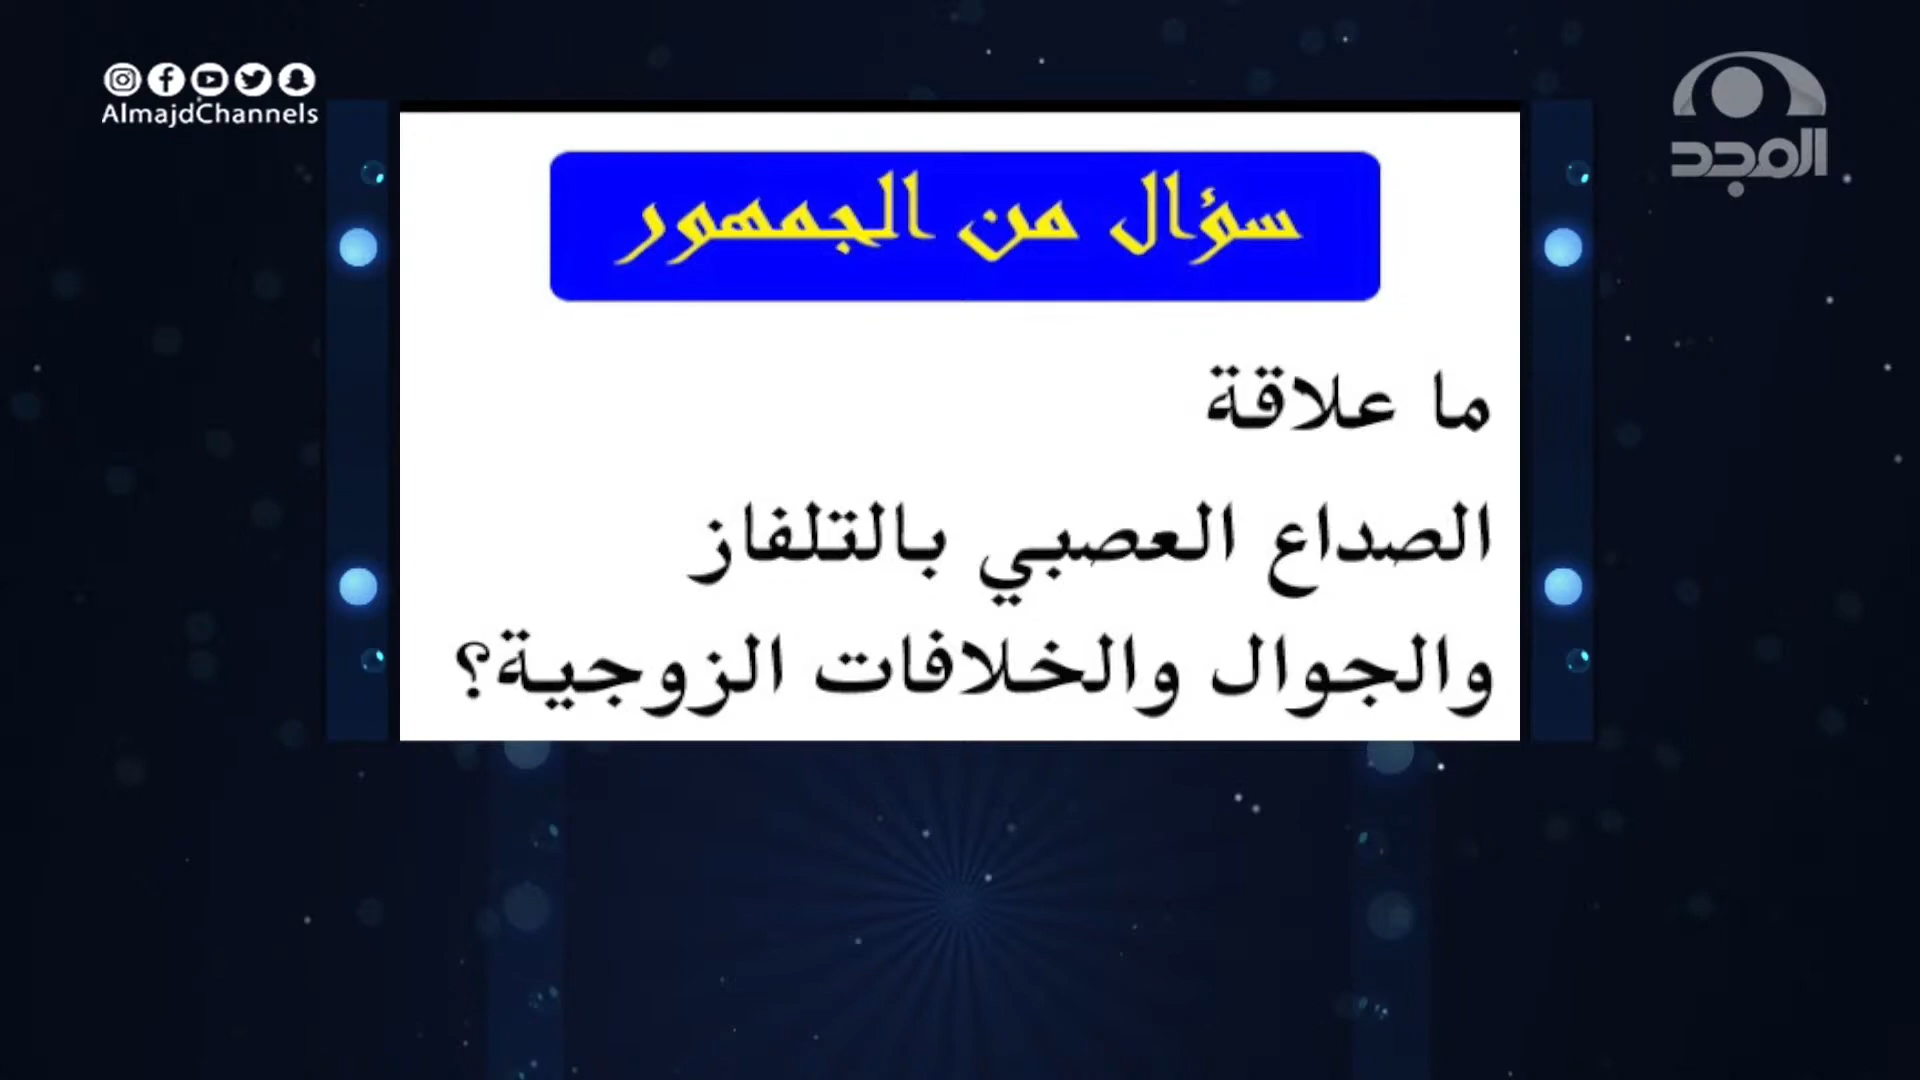 AlmajdChannels
المجد
سؤال من الجمهور
ما علاقة
الصداع العصبي بالتلفاز
والجوال والخلافات الزوجية؟